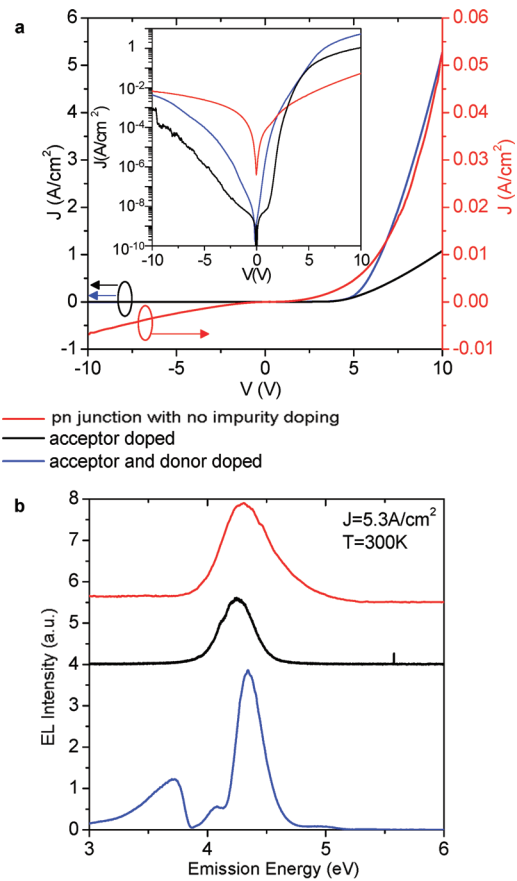 a
6
5
4
3
2
1
0
-1
J (A/cm²)
0.06
0.05
0.04
0.03
0.02
0.01
0.00
-0.01
J (A/cm²)
1
10⁻²
10⁻⁴
10⁻⁶
10⁻⁸
10⁻¹⁰
J(A/cm²)
-10 -5 0 5 10
V(V)
-10 -5 0 5 10
V (V)
pn junction with no impurity doping
acceptor doped
acceptor and donor doped
b
8
7
6
5
4
3
2
1
0
EL Intensity (a.u.)
J=5.3A/cm²
T=300K
3 4 5 6
Emission Energy (eV)